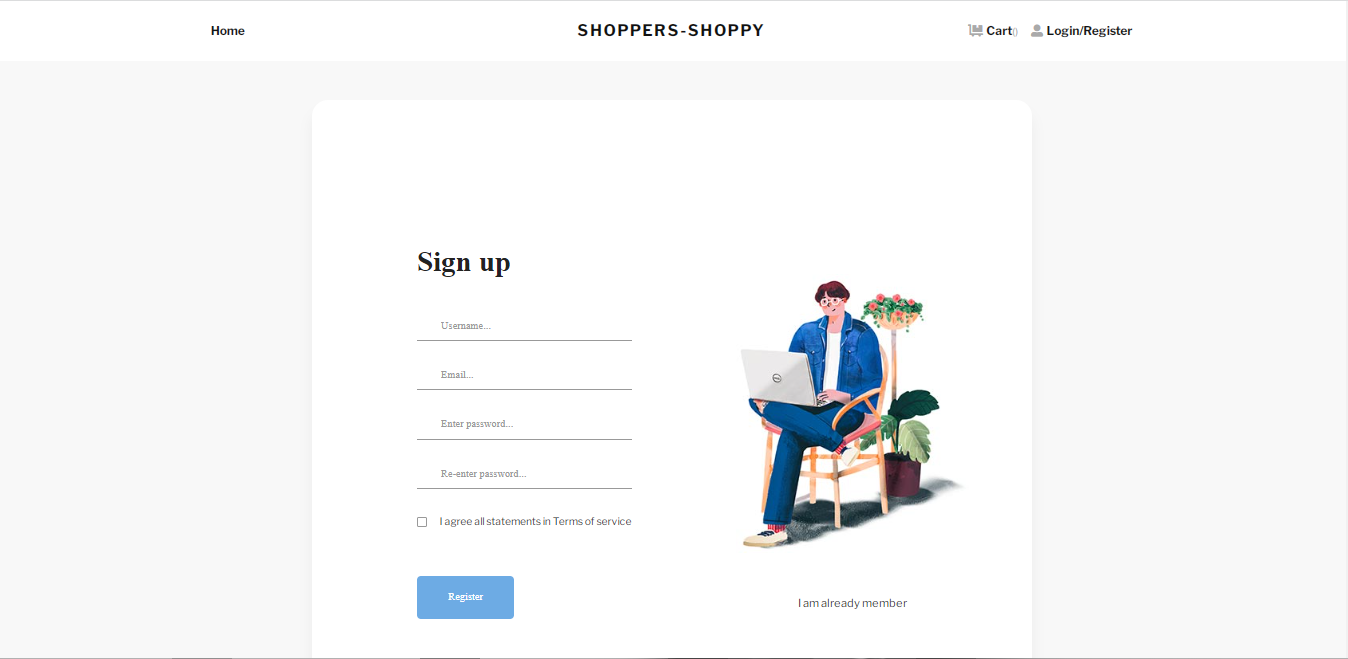 Home
SHOPPERS-SHOPPY
Cart()
Login/Register
Sign up
Username...
Email...
Enter password...
Re-enter password...
I agree all statements in Terms of service
Register
I am already member